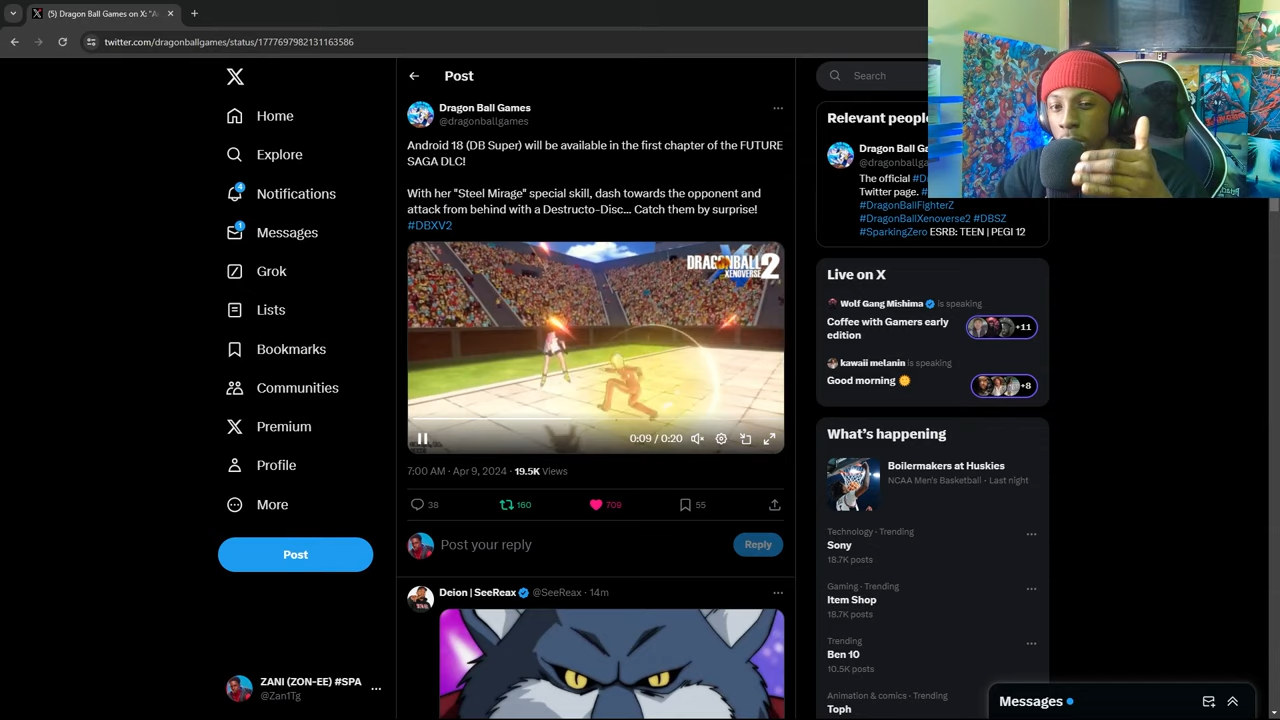 (5) Dragon Ball Games on X: "A
twitter.com/dragonballgames/status/1777697982131163586
Home
Explore
4
Notifications
1
Messages
Grok
Lists
Bookmarks
Communities
Premium
Profile
More
Post
ZANI (ZON-EE) #SPA
@Zan1Tg
Post
Dragon Ball Games
@dragonballgames
Android 18 (DB Super) will be available in the first chapter of the FUTURE
SAGA DLC!
With her "Steel Mirage" special skill, dash towards the opponent and
attack from behind with a Destructo-Disc... Catch them by surprise!
#DBXV2
DRAGONBALL
XENOVERSE 2
0:09 / 0:20
7:00 AM · Apr 9, 2024 · 19.5K Views
38
160
709
55
Post your reply
Reply
Deion | SeeReax @SeeReax · 14m
Search
Relevant people
Dragon Ball Ga
@dragonballga
The official #D
Twitter page. #
#DragonBallFighterZ
#DragonBallXenoverse2 #DBSZ
#SparkingZero ESRB: TEEN | PEGI 12
Live on X
Wolf Gang Mishima is speaking
Coffee with Gamers early
edition
+11
kawaii melanin is speaking
Good morning
+8
What's happening
Boilermakers at Huskies
NCAA Men's Basketball · Last night
Technology · Trending
Sony
18.7K posts
Gaming · Trending
Item Shop
18.7K posts
Trending
Ben 10
10.5K posts
Animation & comics · Trending
Toph
Messages